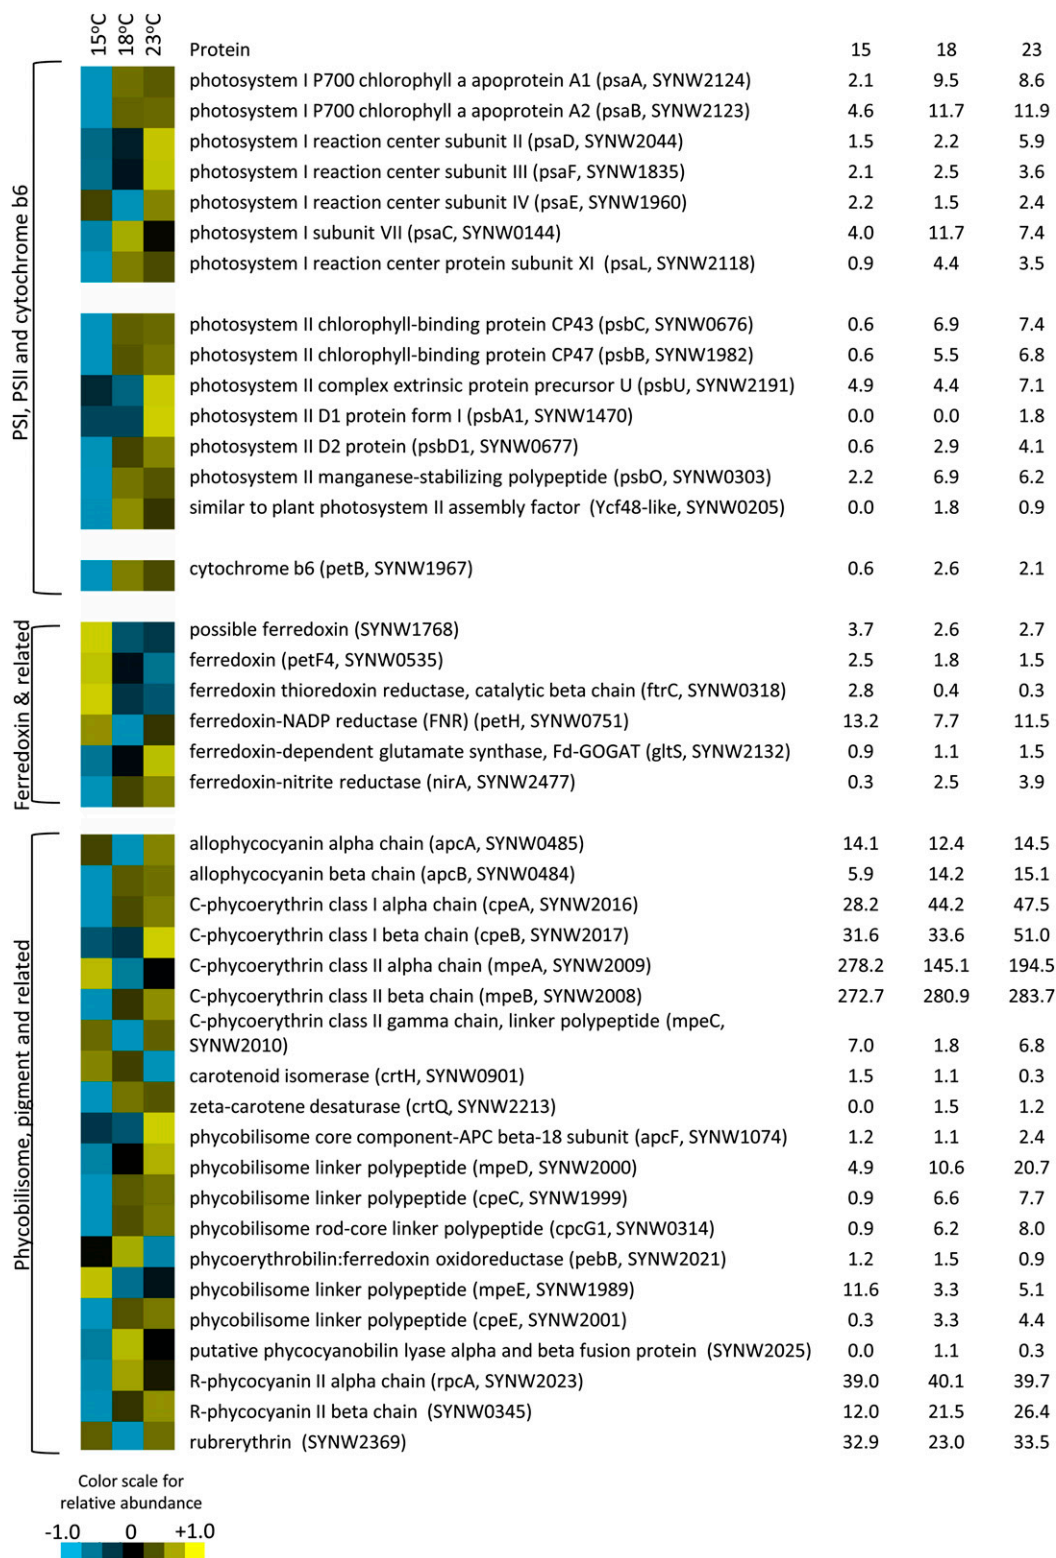 15°C 18°C 23°C Protein 15 18 23
PSI, PSII and cytochrome b6
photosystem I P700 chlorophyll a apoprotein A1 (psaA, SYNW2124) 2.1 9.5 8.6
photosystem I P700 chlorophyll a apoprotein A2 (psaB, SYNW2123) 4.6 11.7 11.9
photosystem I reaction center subunit II (psaD, SYNW2044) 1.5 2.2 5.9
photosystem I reaction center subunit III (psaF, SYNW1835) 2.1 2.5 3.6
photosystem I reaction center subunit IV (psaE, SYNW1960) 2.2 1.5 2.4
photosystem I subunit VII (psaC, SYNW0144) 4.0 11.7 7.4
photosystem I reaction center protein subunit XI (psaL, SYNW2118) 0.9 4.4 3.5
photosystem II chlorophyll-binding protein CP43 (psbC, SYNW0676) 0.6 6.9 7.4
photosystem II chlorophyll-binding protein CP47 (psbB, SYNW1982) 0.6 5.5 6.8
photosystem II complex extrinsic protein precursor U (psbU, SYNW2191) 4.9 4.4 7.1
photosystem II D1 protein form I (psbA1, SYNW1470) 0.0 0.0 1.8
photosystem II D2 protein (psbD1, SYNW0677) 0.6 2.9 4.1
photosystem II manganese-stabilizing polypeptide (psbO, SYNW0303) 2.2 6.9 6.2
similar to plant photosystem II assembly factor (Ycf48-like, SYNW0205) 0.0 1.8 0.9
cytochrome b6 (petB, SYNW1967) 0.6 2.6 2.1
Ferredoxin & related
possible ferredoxin (SYNW1768) 3.7 2.6 2.7
ferredoxin (petF4, SYNW0535) 2.5 1.8 1.5
ferredoxin thioredoxin reductase, catalytic beta chain (ftrC, SYNW0318) 2.8 0.4 0.3
ferredoxin-NADP reductase (FNR) (petH, SYNW0751) 13.2 7.7 11.5
ferredoxin-dependent glutamate synthase, Fd-GOGAT (gltS, SYNW2132) 0.9 1.1 1.5
ferredoxin-nitrite reductase (nirA, SYNW2477) 0.3 2.5 3.9
Phycobilisome, pigment and related
allophycocyanin alpha chain (apcA, SYNW0485) 14.1 12.4 14.5
allophycocyanin beta chain (apcB, SYNW0484) 5.9 14.2 15.1
C-phycoerythrin class I alpha chain (cpeA, SYNW2016) 28.2 44.2 47.5
C-phycoerythrin class I beta chain (cpeB, SYNW2017) 31.6 33.6 51.0
C-phycoerythrin class II alpha chain (mpeA, SYNW2009) 278.2 145.1 194.5
C-phycoerythrin class II beta chain (mpeB, SYNW2008) 272.7 280.9 283.7
C-phycoerythrin class II gamma chain, linker polypeptide (mpeC,
SYNW2010) 7.0 1.8 6.8
carotenoid isomerase (crtH, SYNW0901) 1.5 1.1 0.3
zeta-carotene desaturase (crtQ, SYNW2213) 0.0 1.5 1.2
phycobilisome core component-APC beta-18 subunit (apcF, SYNW1074) 1.2 1.1 2.4
phycobilisome linker polypeptide (mpeD, SYNW2000) 4.9 10.6 20.7
phycobilisome linker polypeptide (cpeC, SYNW1999) 0.9 6.6 7.7
phycobilisome rod-core linker polypeptide (cpcG1, SYNW0314) 0.9 6.2 8.0
phycoerythrobilin:ferredoxin oxidoreductase (pebB, SYNW2021) 1.2 1.5 0.9
phycobilisome linker polypeptide (mpeE, SYNW1989) 11.6 3.3 5.1
phycobilisome linker polypeptide (cpeE, SYNW2001) 0.3 3.3 4.4
putative phycocyanobilin lyase alpha and beta fusion protein (SYNW2025) 0.0 1.1 0.3
R-phycocyanin II alpha chain (rpcA, SYNW2023) 39.0 40.1 39.7
R-phycocyanin II beta chain (SYNW0345) 12.0 21.5 26.4
rubrerythrin (SYNW2369) 32.9 23.0 33.5
Color scale for
relative abundance
-1.0 0 +1.0